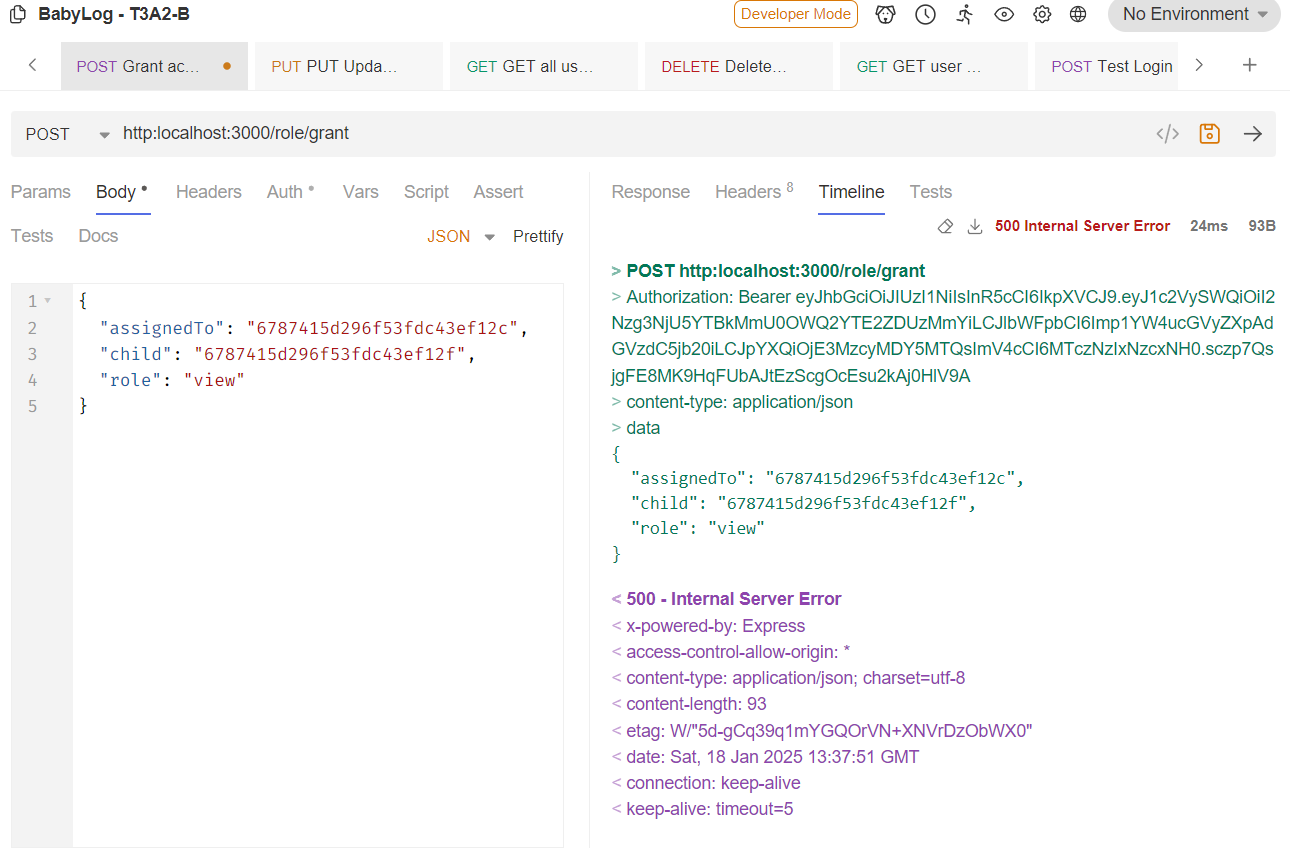 BabyLog - T3A2-B
Developer Mode
No Environment
POST Grant ac...
PUT PUT Upda...
GET GET all us...
DELETE Delete...
GET GET user ...
POST Test Login
POST
http:localhost:3000/role/grant
</>
Params Body Headers Auth Vars Script Assert
Tests Docs
JSON Prettify
1 {
2 "assignedTo": "6787415d296f53fdc43ef12c",
3 "child": "6787415d296f53fdc43ef12f",
4 "role": "view"
5 }
Response Headers 8 Timeline Tests
500 Internal Server Error 24ms 93B
> POST http:localhost:3000/role/grant
> Authorization: Bearer eyJhbGciOiJIUzI1NiIsInR5cCI6IkpXVCJ9.eyJ1c2VySWQiOiI2
Nzg3NjU5YTBkMmU0OWQ2YTE2ZDUzMmYiLCJlbWFpbCI6Imp1YW4ucGVyZXpAd
GVzdC5jb20iLCJpYXQiOjE3MzcyMDY5MTQsImV4cCI6MTczNzIxNzcxNH0.sczp7Qs
jgFE8MK9HqFUbAJtEzScgOcEsu2kAj0HlV9A
> content-type: application/json
> data
{
"assignedTo": "6787415d296f53fdc43ef12c",
"child": "6787415d296f53fdc43ef12f",
"role": "view"
}
< 500 - Internal Server Error
< x-powered-by: Express
< access-control-allow-origin: *
< content-type: application/json; charset=utf-8
< content-length: 93
< etag: W/"5d-gCq39q1mYGQOrVN+XNVrDzObWX0"
< date: Sat, 18 Jan 2025 13:37:51 GMT
< connection: keep-alive
< keep-alive: timeout=5